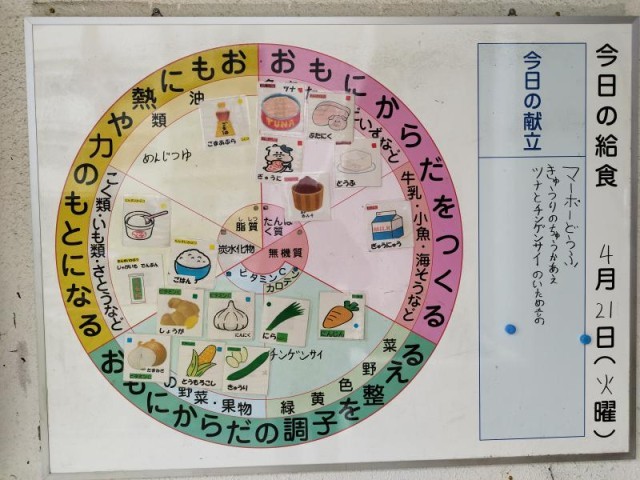 今日の給食 4月21日(火曜)
今日の献立
マーボーどうふ
きゅうりのちゅうかあえ
ツナとチンゲンサイのいためもの
おもにからだをつくる
おもにからだの調子を整える
おもに熱や力のもとになる
牛乳・小魚・海そうなど
緑黄色野菜
野菜・果物
こく類・いも類・さとうなど
油
類
めんじつゆ
脂質
ししつ
たんぱく質
炭水化物
無機質
ビタミンC
カロテン
ごまあぶら
ツナ
TUNA
ぶたにく
ぎゅうにく
とうふ
みそ
MILK
ぎゅうにゅう
じゃがいも でんぷん
ごはん
しょうが
にんにく
にら
にんじん
チンゲンサイ
たまねぎ
とうもろこし
きゅうり